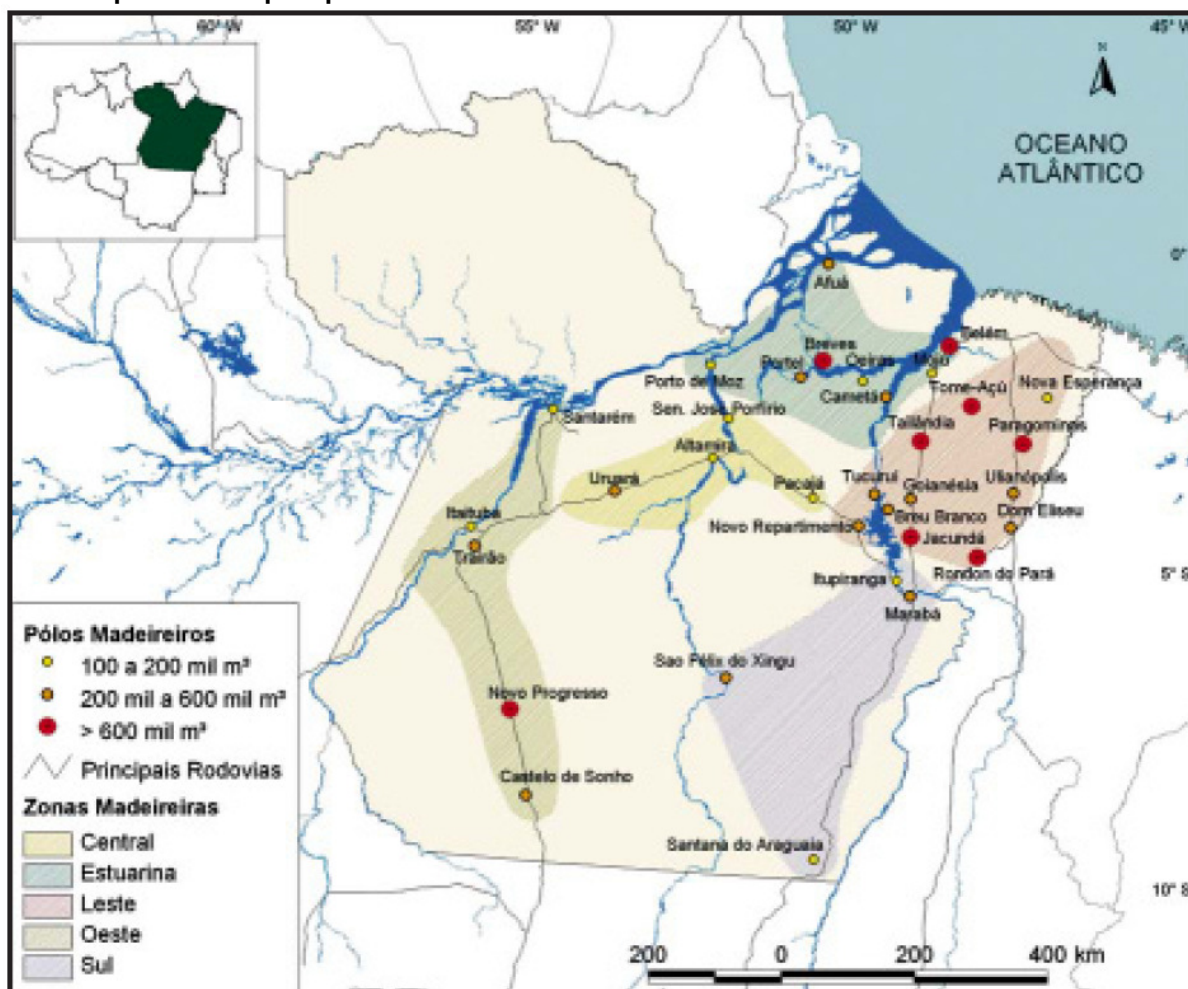 60° W
55° W
50° W
45° W
N
OCEANO
ATLÂNTICO
0°
Afuá
Belém
Breves
Oeiras
Moju
Portel
Porto de Moz
Cametá
Tome-Açú
Nova Esperança
Sen. José Porfírio
Santarém
Tailândia
Paragominas
Altamira
Uruará
Pacajá
Tucuruí
Goianésia
Ulianópolis
Itaituba
Novo Repartimento
Breu Branco
Dom Eliseu
Trairão
Jacundá
Itupiranga
Rondon do Pará
5° S
Marabá
Pólos Madeireiros
100 a 200 mil m³
200 mil a 600 mil m³
> 600 mil m³
Principais Rodovias
Sao Félix do Xingu
Novo Progresso
Castelo de Sonho
Zonas Madeireiras
Central
Estuarina
Leste
Oeste
Sul
Santana do Araguaia
10° S
200 0 200 400 km